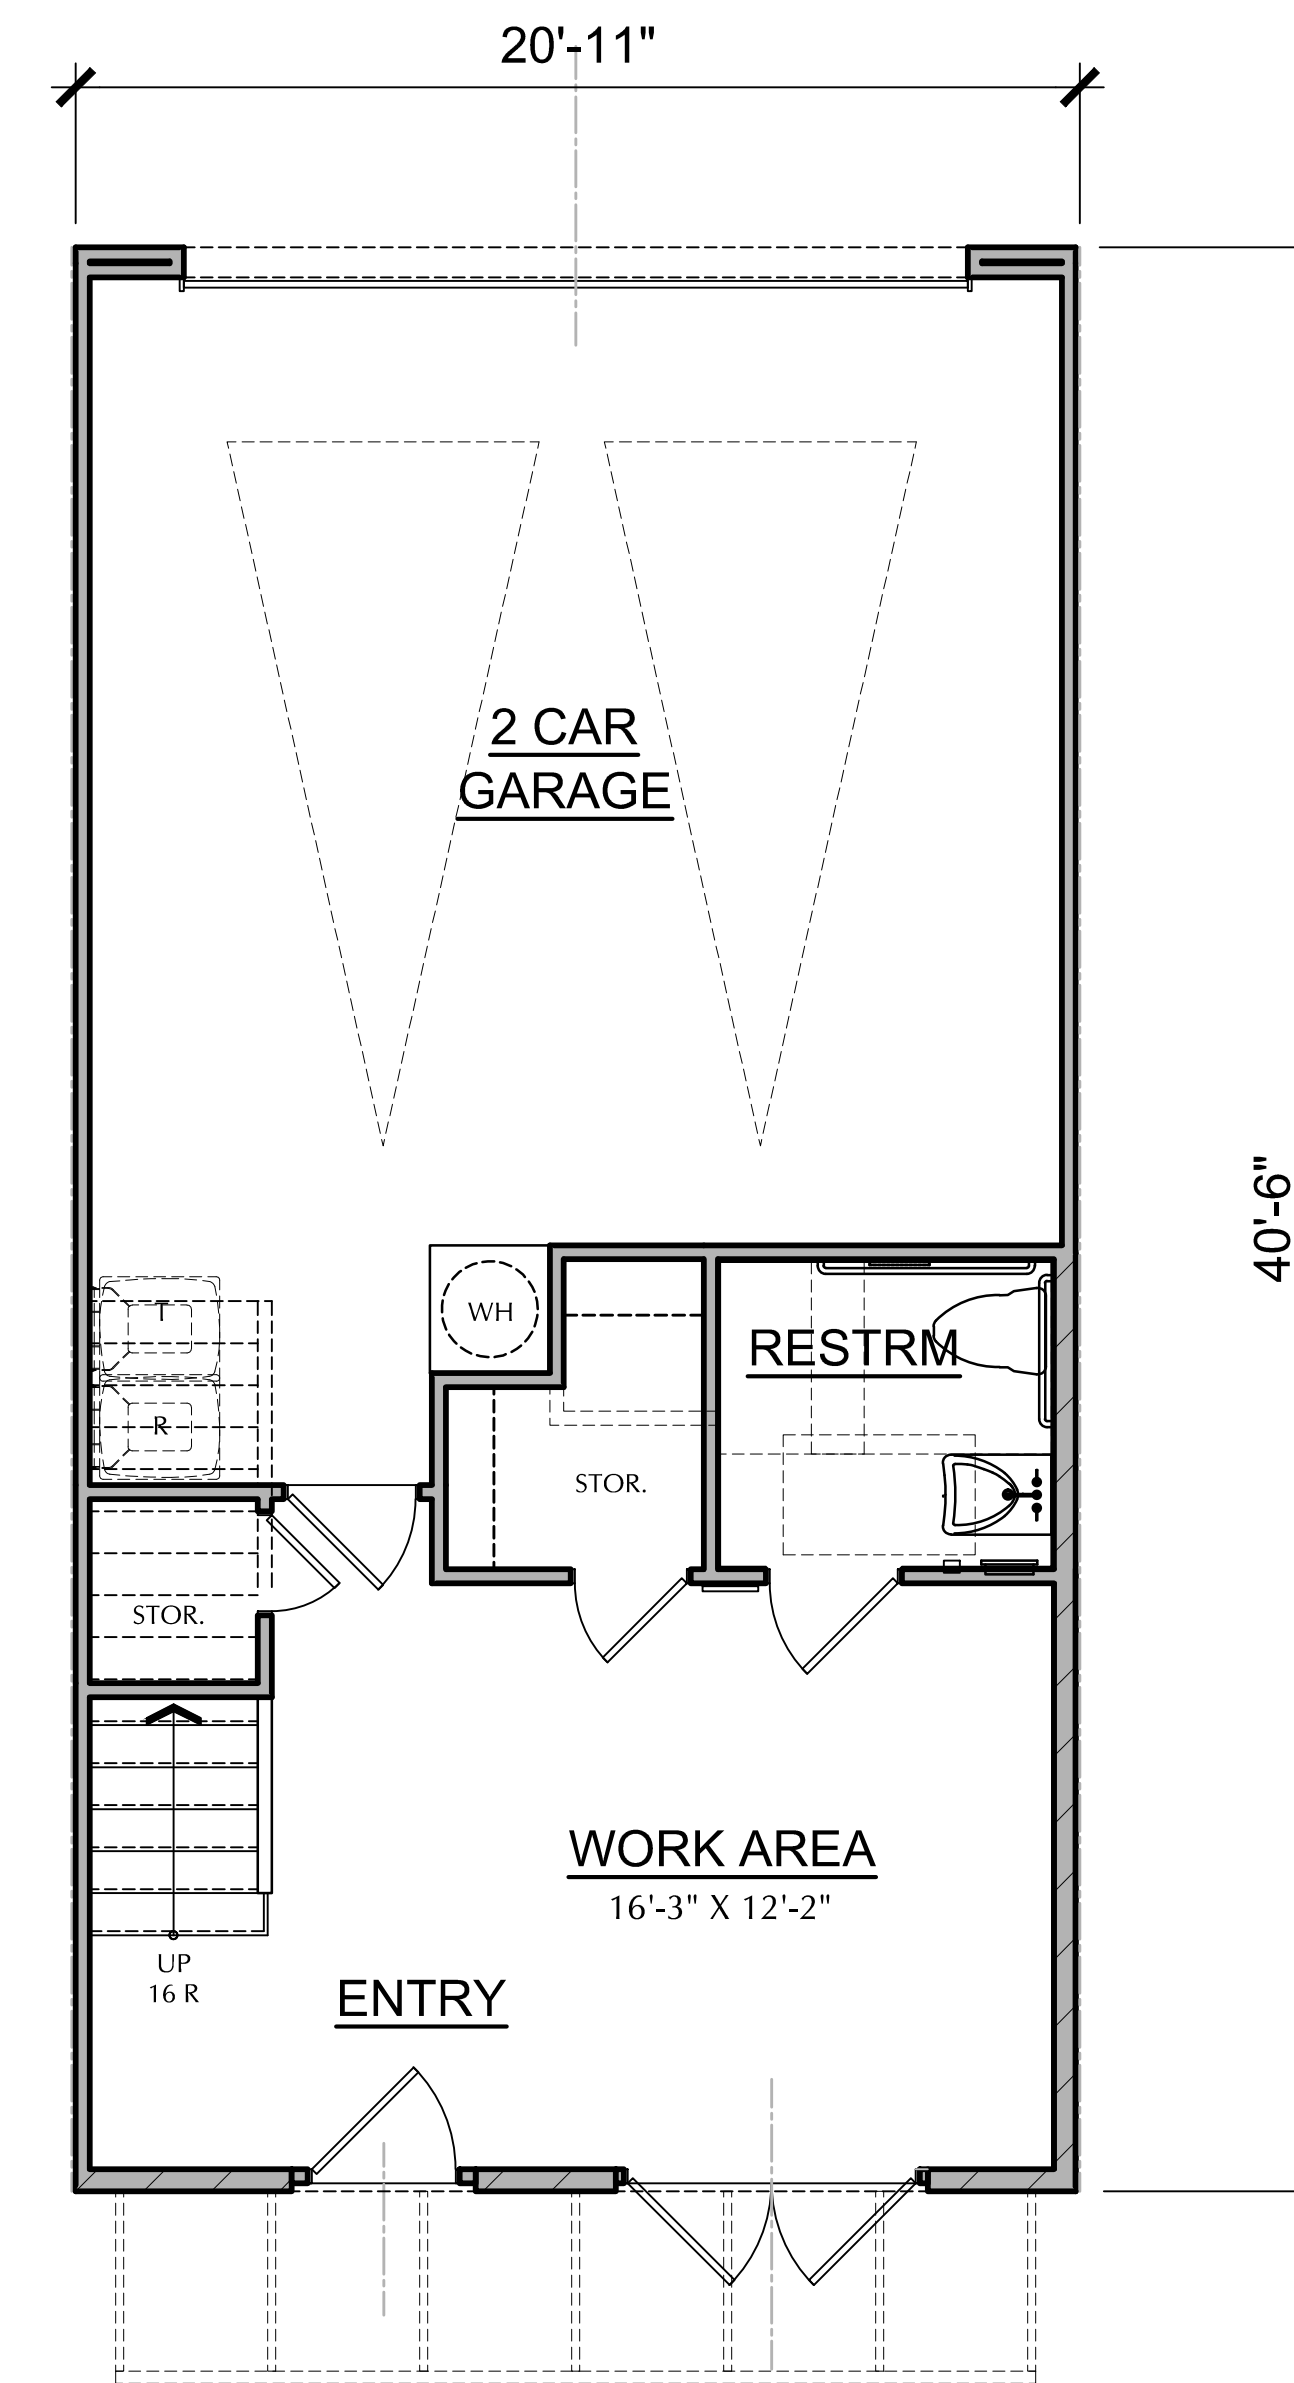 20'-11"
2 CAR
GARAGE
40'-6"
T
WH
RESTRM
R
STOR.
STOR.
WORK AREA
16'-3" X 12'-2"
UP
16 R
ENTRY